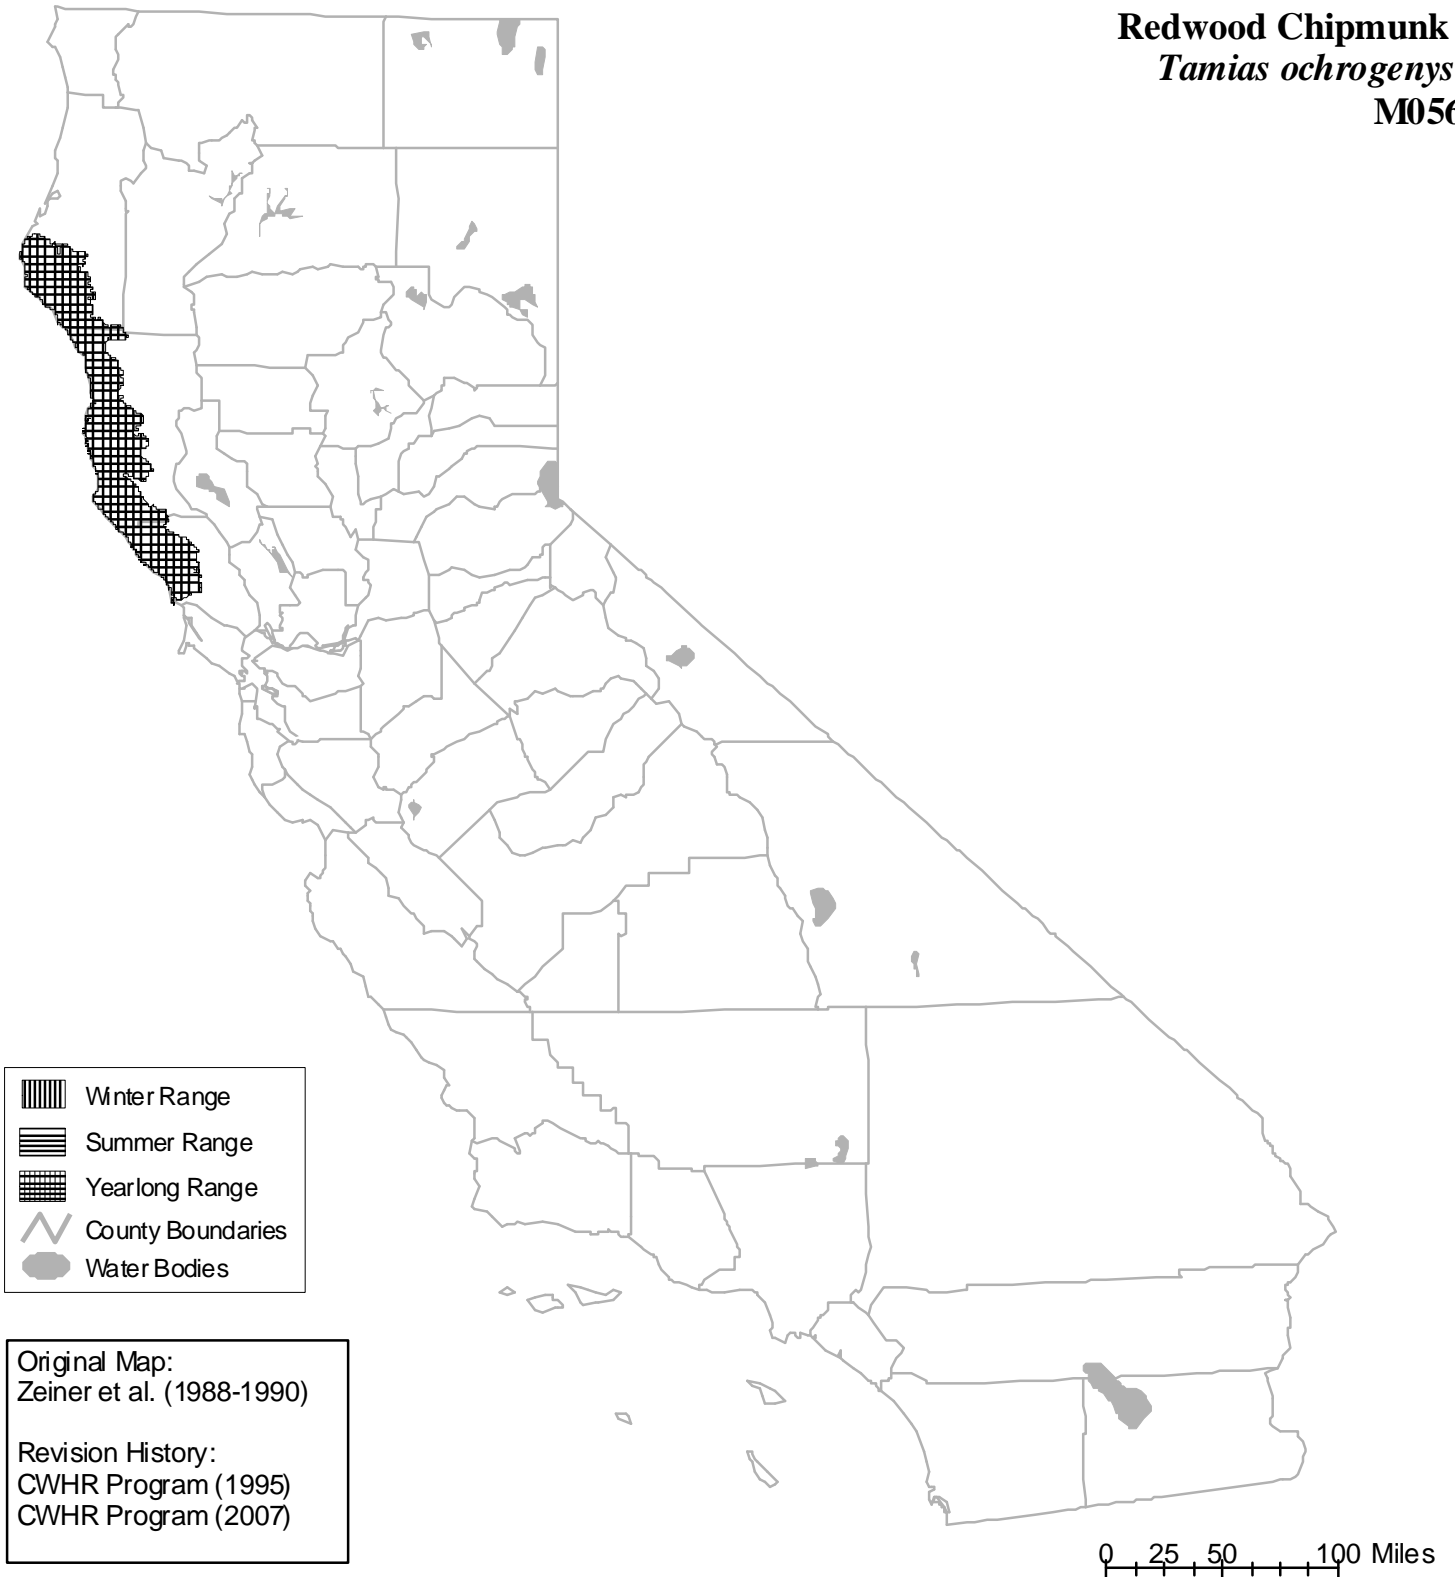 Redwood Chipmunk
Tamias ochrogenys
M056
Winter Range
Summer Range
Yearlong Range
County Boundaries
Water Bodies
Original Map:
Zeiner et al. (1988-1990)
Revision History:
CWHR Program (1995)
CWHR Program (2007)
0 25 50 100 Miles